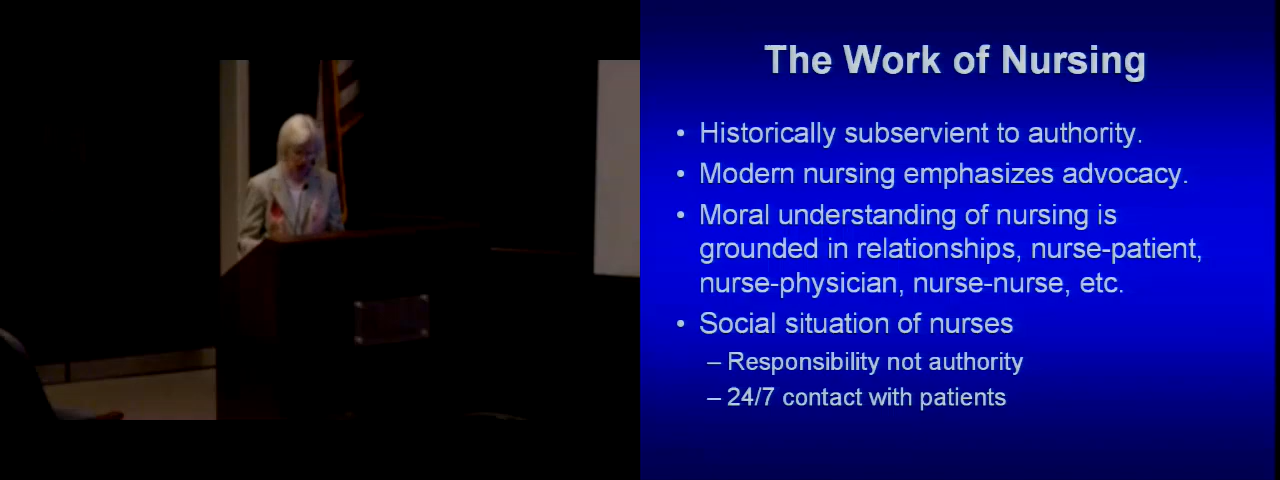 The Work of Nursing
• Historically subservient to authority.
• Modern nursing emphasizes advocacy.
• Moral understanding of nursing is
grounded in relationships, nurse-patient,
nurse-physician, nurse-nurse, etc.
• Social situation of nurses
– Responsibility not authority
– 24/7 contact with patients